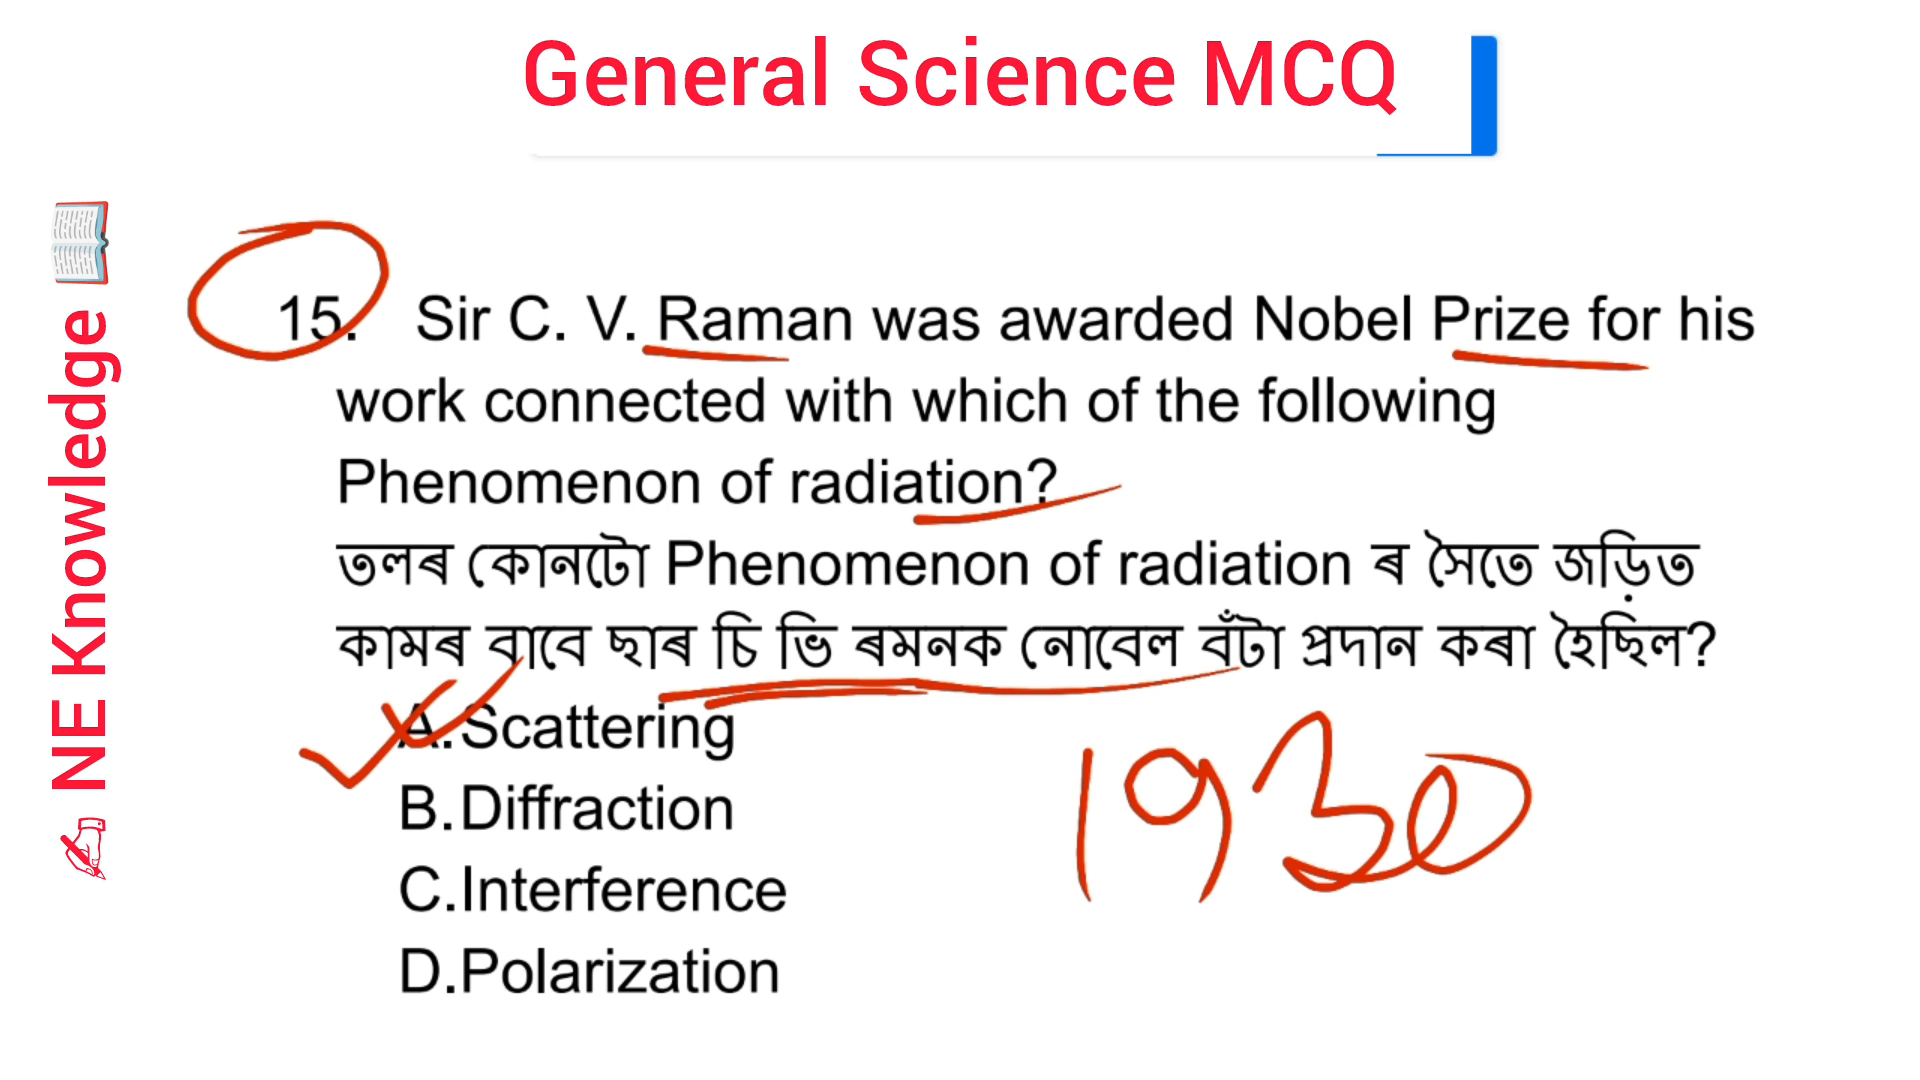 General Science MCQ
NE Knowledge
15. Sir C. V. Raman was awarded Nobel Prize for his
work connected with which of the following
Phenomenon of radiation?
তলৰ কোনটো Phenomenon of radiation ৰ সৈতে জড়িত
কামৰ বাবে ছাৰ চি ভি ৰমনক নোবেল বঁটা প্ৰদান কৰা হৈছিল?
A.Scattering
B.Diffraction
C.Interference
D.Polarization
1930